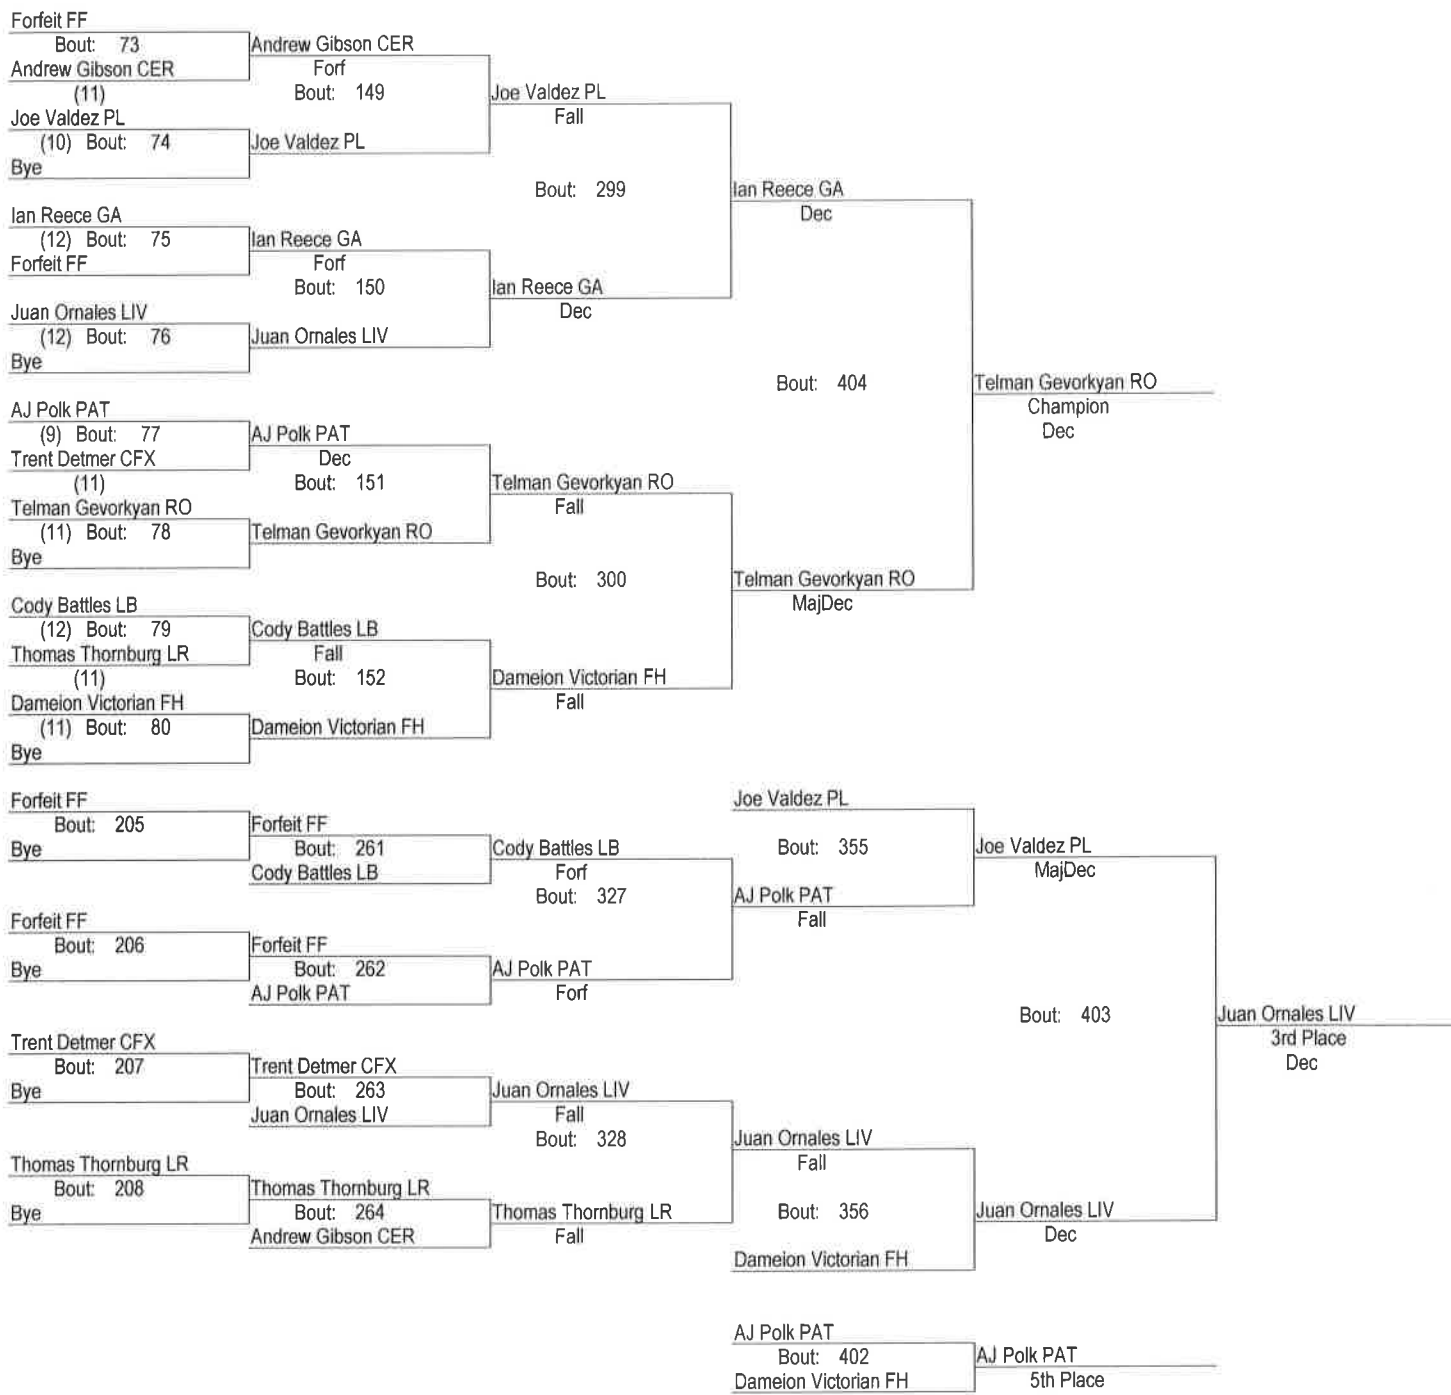 Forfeit FF
Bout: 73
Andrew Gibson CER
(11)
Andrew Gibson CER
Forf
Bout: 149
Joe Valdez PL
(10) Bout: 74
Bye
Joe Valdez PL
Joe Valdez PL
Fall
Bout: 299
Ian Reece GA
(12) Bout: 75
Forfeit FF
Ian Reece GA
Forf
Bout: 150
Juan Ornales LIV
(12) Bout: 76
Bye
Juan Ornales LIV
Ian Reece GA
Dec
Ian Reece GA
Dec
Bout: 404
AJ Polk PAT
(9) Bout: 77
Trent Detmer CFX
(11)
AJ Polk PAT
Dec
Bout: 151
Telman Gevorkyan RO
(11) Bout: 78
Bye
Telman Gevorkyan RO
Telman Gevorkyan RO
Fall
Bout: 300
Cody Battles LB
(12) Bout: 79
Thomas Thornburg LR
(11)
Cody Battles LB
Fall
Bout: 152
Dameion Victorian FH
(11) Bout: 80
Bye
Dameion Victorian FH
Dameion Victorian FH
Fall
Telman Gevorkyan RO
MajDec
Telman Gevorkyan RO
Champion
Dec
Forfeit FF
Bout: 205
Bye
Forfeit FF
Bout: 261
Cody Battles LB
Cody Battles LB
Forf
Bout: 327
Forfeit FF
Bout: 206
Bye
Forfeit FF
Bout: 262
AJ Polk PAT
AJ Polk PAT
Forf
Joe Valdez PL
Bout: 355
AJ Polk PAT
Fall
Joe Valdez PL
MajDec
Bout: 403
Trent Detmer CFX
Bout: 207
Bye
Trent Detmer CFX
Bout: 263
Juan Ornales LIV
Juan Ornales LIV
Fall
Bout: 328
Thomas Thornburg LR
Bout: 208
Bye
Thomas Thornburg LR
Bout: 264
Andrew Gibson CER
Thomas Thornburg LR
Fall
Juan Ornales LIV
Fall
Bout: 356
Dameion Victorian FH
Juan Ornales LIV
Dec
Juan Ornales LIV
3rd Place
Dec
AJ Polk PAT
Bout: 402
Dameion Victorian FH
AJ Polk PAT
5th Place